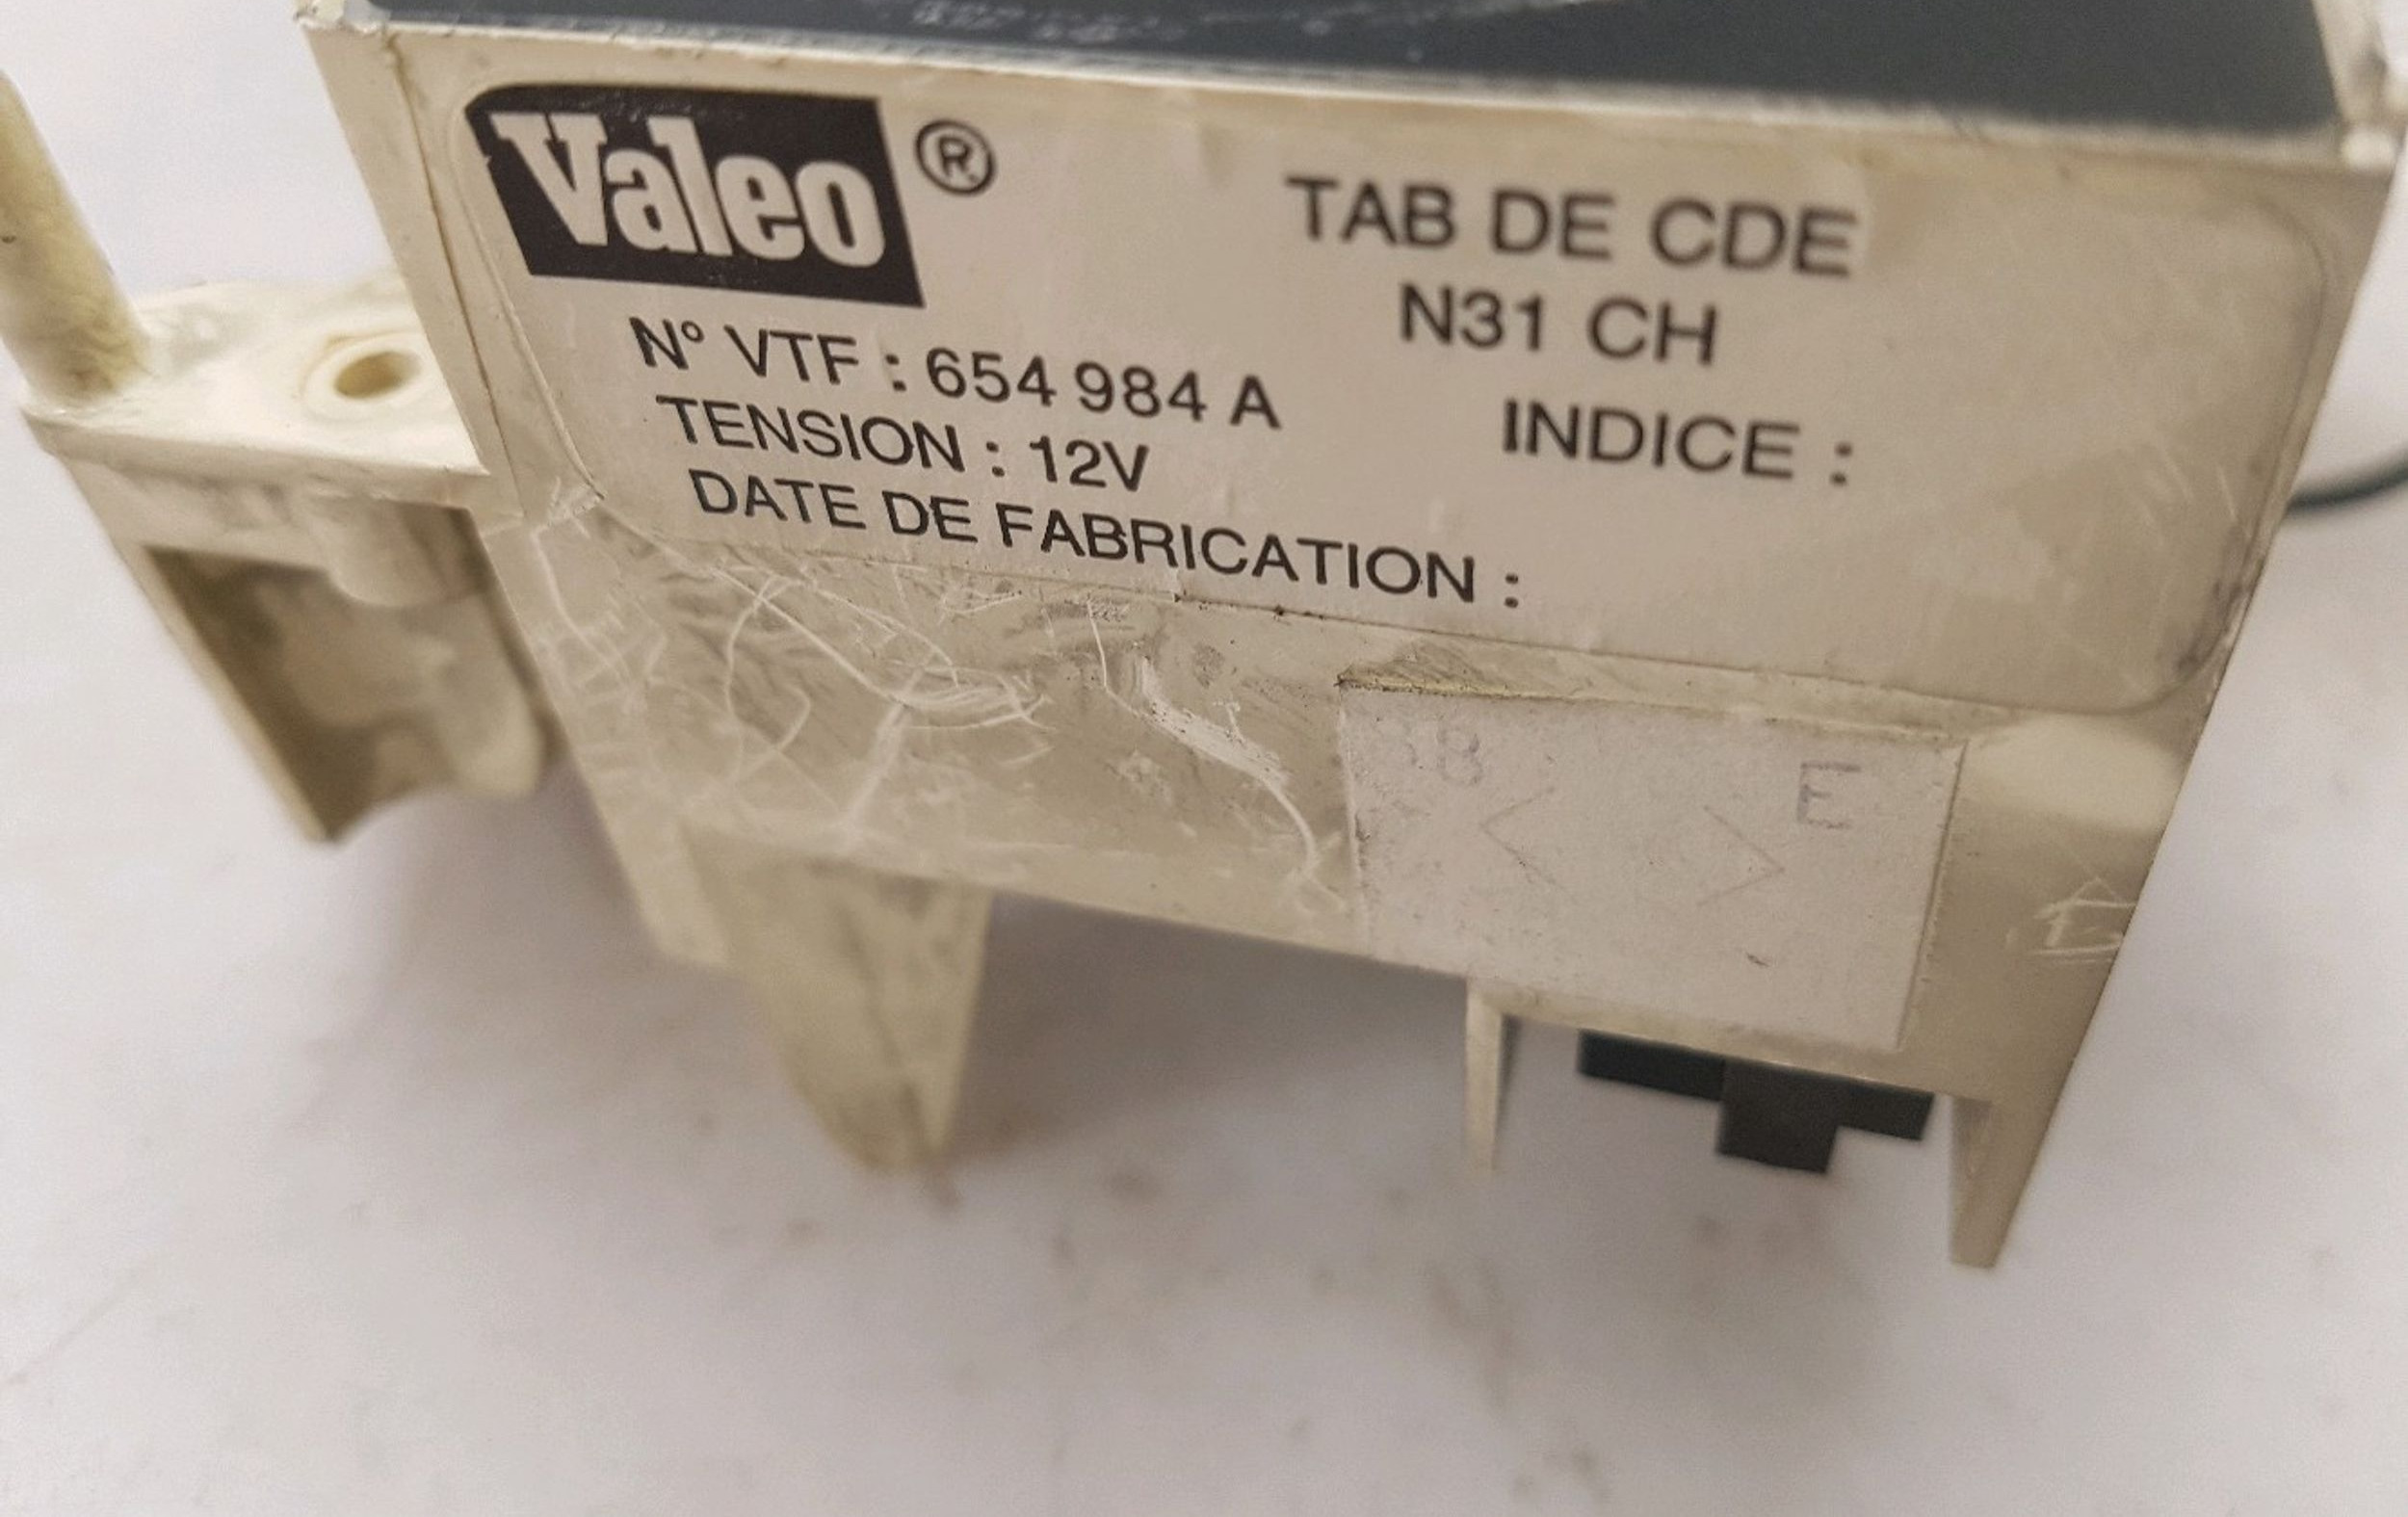 Valeo ®
TAB DE CDE
N31 CH
N° VTF : 654 984 A
INDICE :
TENSION : 12V
DATE DE FABRICATION :
E
< >